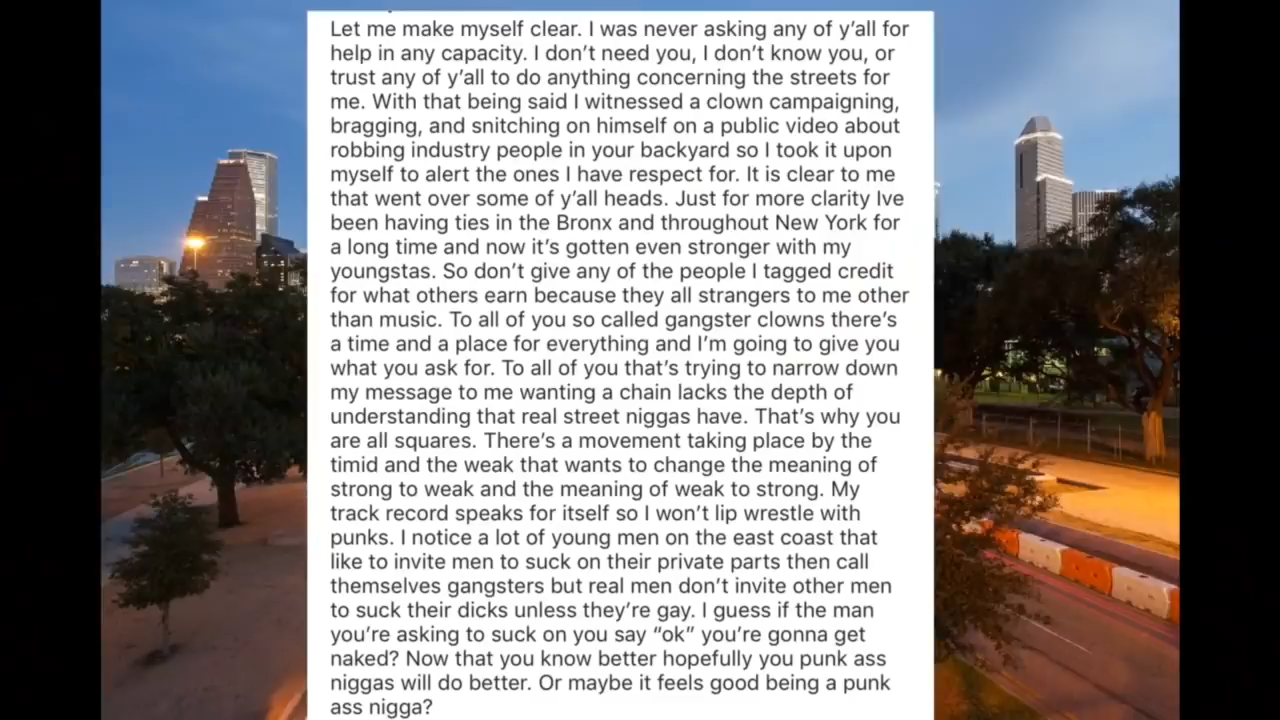 Let me make myself clear. I was never asking any of y’all for
help in any capacity. I don’t need you, I don’t know you, or
trust any of y’all to do anything concerning the streets for
me. With that being said I witnessed a clown campaigning,
bragging, and snitching on himself on a public video about
robbing industry people in your backyard so I took it upon
myself to alert the ones I have respect for. It is clear to me
that went over some of y’all heads. Just for more clarity Ive
been having ties in the Bronx and throughout New York for
a long time and now it’s gotten even stronger with my
youngstas. So don’t give any of the people I tagged credit
for what others earn because they all strangers to me other
than music. To all of you so called gangster clowns there’s
a time and a place for everything and I’m going to give you
what you ask for. To all of you that’s trying to narrow down
my message to me wanting a chain lacks the depth of
understanding that real street niggas have. That’s why you
are all squares. There’s a movement taking place by the
timid and the weak that wants to change the meaning of
strong to weak and the meaning of weak to strong. My
track record speaks for itself so I won’t lip wrestle with
punks. I notice a lot of young men on the east coast that
like to invite men to suck on their private parts then call
themselves gangsters but real men don’t invite other men
to suck their dicks unless they’re gay. I guess if the man
you’re asking to suck on you say “ok” you’re gonna get
naked? Now that you know better hopefully you punk ass
niggas will do better. Or maybe it feels good being a punk
ass nigga?